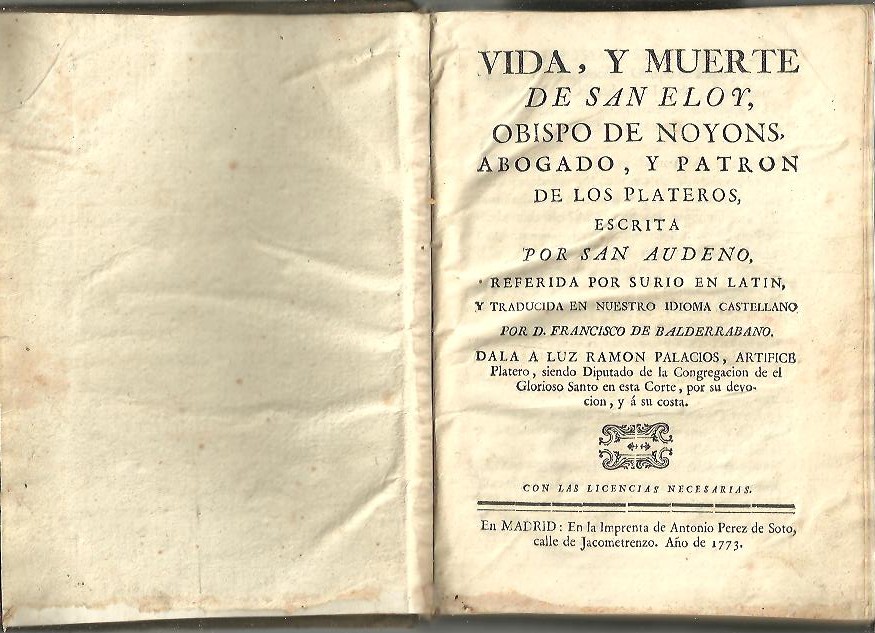 VIDA, Y MUERTE
DE SAN ELOY,
OBISPO DE NOYONS,
ABOGADO, Y PATRON
DE LOS PLATEROS,
ESCRITA
POR SAN AUDENO,
REFERIDA POR SURIO EN LATIN,
Y TRADUCIDA EN NUESTRO IDIOMA CASTELLANO
POR D. FRANCISCO DE BALDERRABANO.
DALA A LUZ RAMON PALACIOS, ARTIFICE
Platero, siendo Diputado de la Congregacion de el
Glorioso Santo en esta Corte, por su devo-
cion, y á su costa.
CON LAS LICENCIAS NECESARIAS.
En MADRID: En la Imprenta de Antonio Perez de Soto,
calle de Jacometrenzo. Año de 1773.